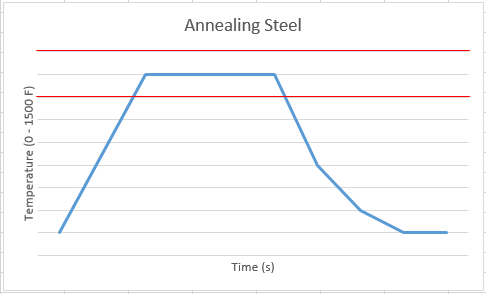 Annealing Steel
Temperature (0 - 1500 F)
Time (s)